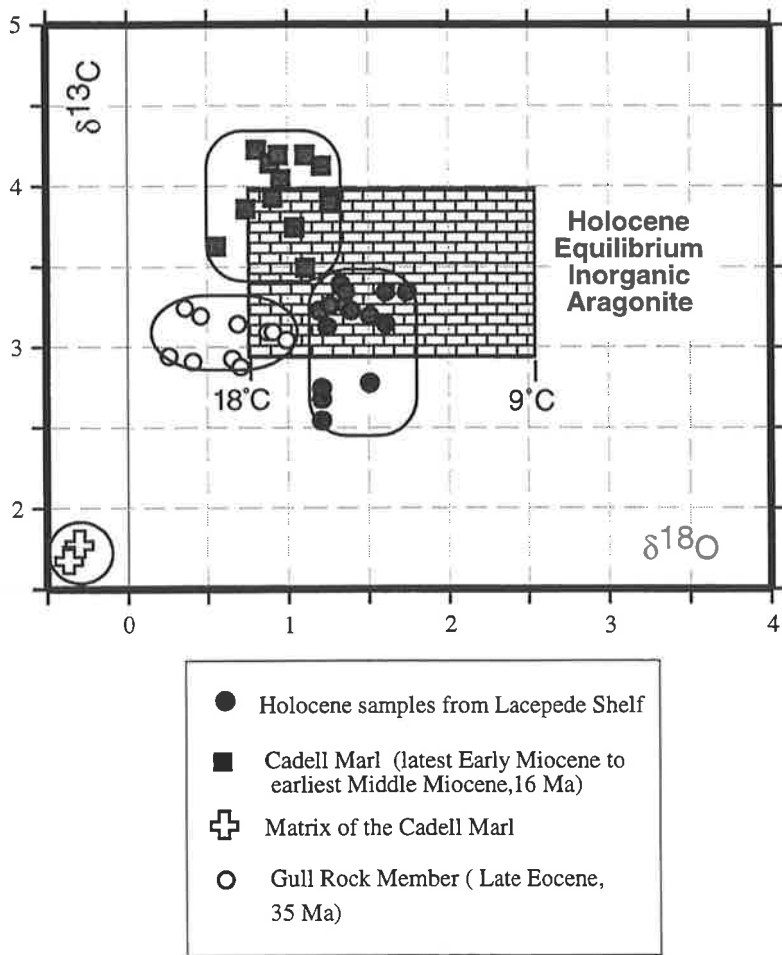 5
4
3
2
δ13C
Holocene
Equilibrium
Inorganic
Aragonite
18°C
9°C
δ18O
0
1
2
3
4
Holocene samples from Lacepede Shelf
Cadell Marl (latest Early Miocene to
earliest Middle Miocene,16 Ma)
Matrix of the Cadell Marl
Gull Rock Member ( Late Eocene,
35 Ma)